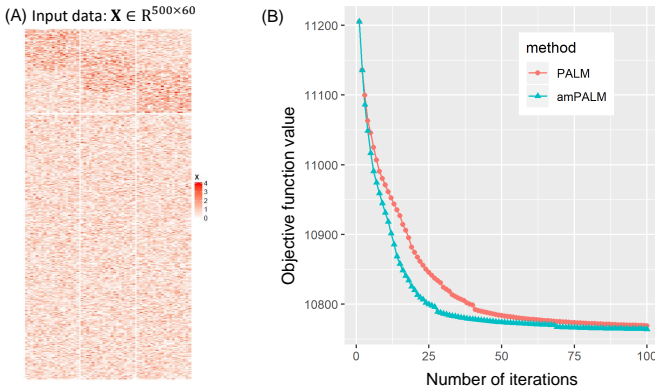 (A) Input data: X ∈ R^500×60
X
4
3
2
1
0
(B)
Objective function value
11200
11100
11000
10900
10800
method
PALM
amPALM
0
25
50
75
100
Number of iterations